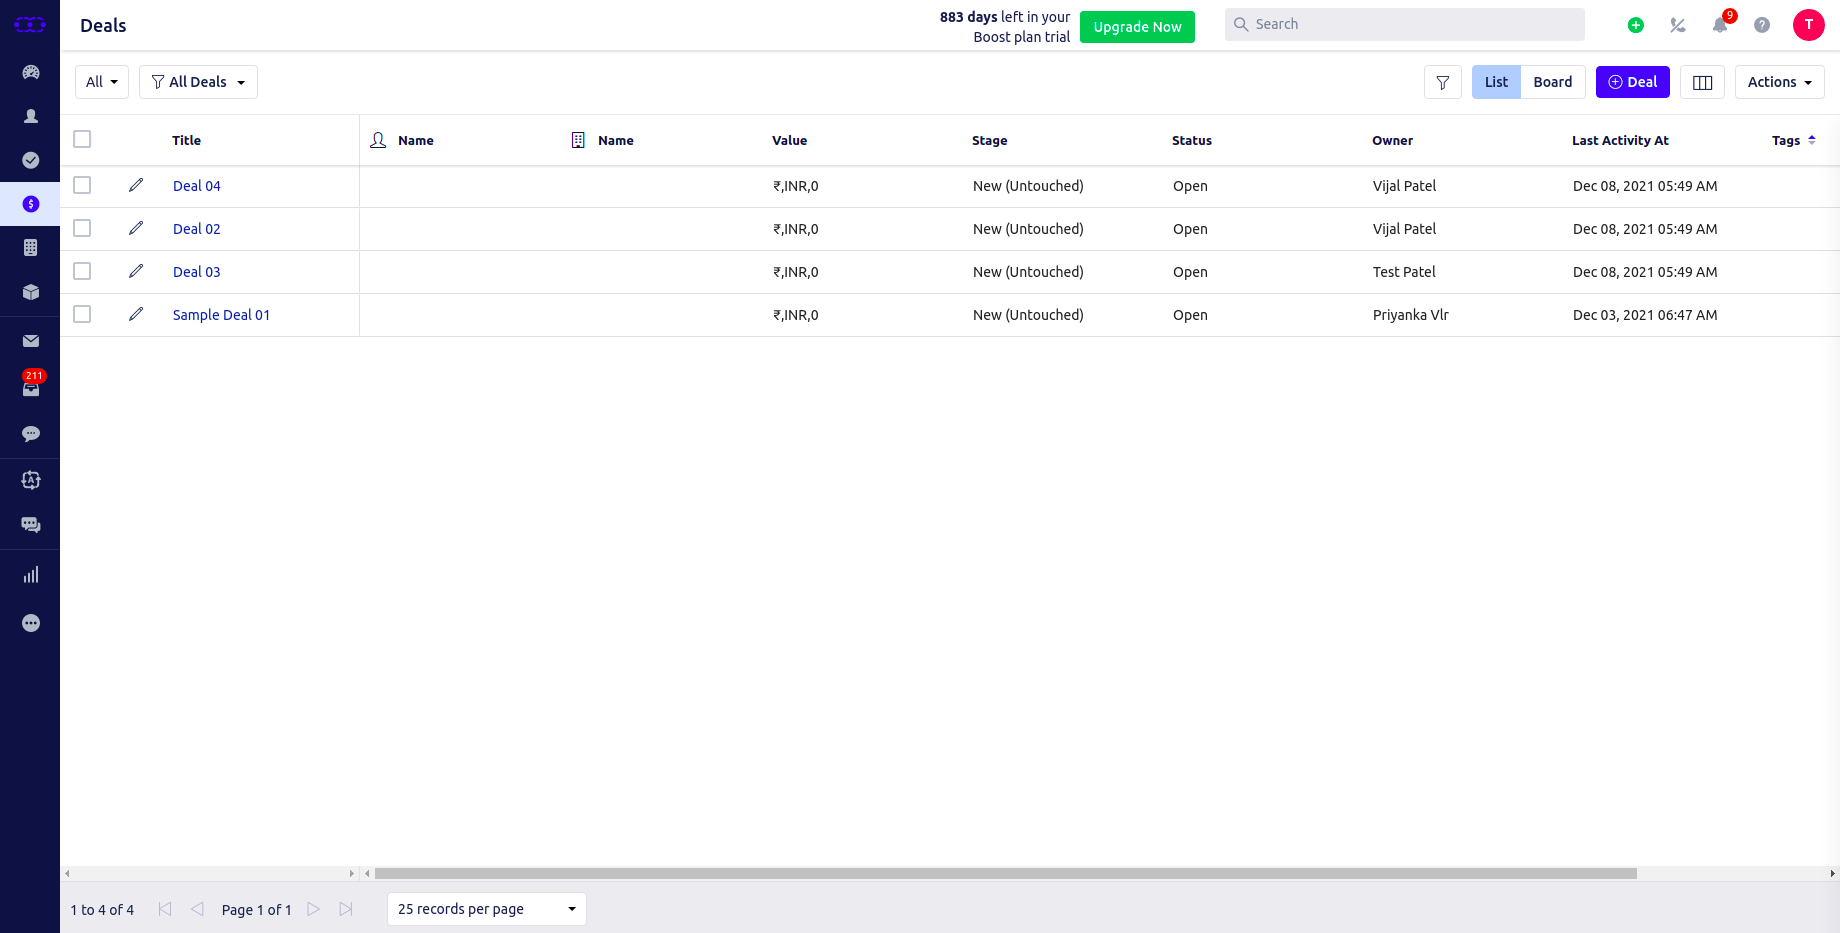 Deals
883 days left in your
Boost plan trial
Upgrade Now
Search
9
T
All
All Deals
List
Board
Deal
Actions
Title
Name
Name
Value
Stage
Status
Owner
Last Activity At
Tags
Deal 04 ₹,INR,0 New (Untouched) Open Vijal Patel Dec 08, 2021 05:49 AM
Deal 02 ₹,INR,0 New (Untouched) Open Vijal Patel Dec 08, 2021 05:49 AM
Deal 03 ₹,INR,0 New (Untouched) Open Test Patel Dec 08, 2021 05:49 AM
Sample Deal 01 ₹,INR,0 New (Untouched) Open Priyanka Vlr Dec 03, 2021 06:47 AM
211
1 to 4 of 4
Page 1 of 1
25 records per page